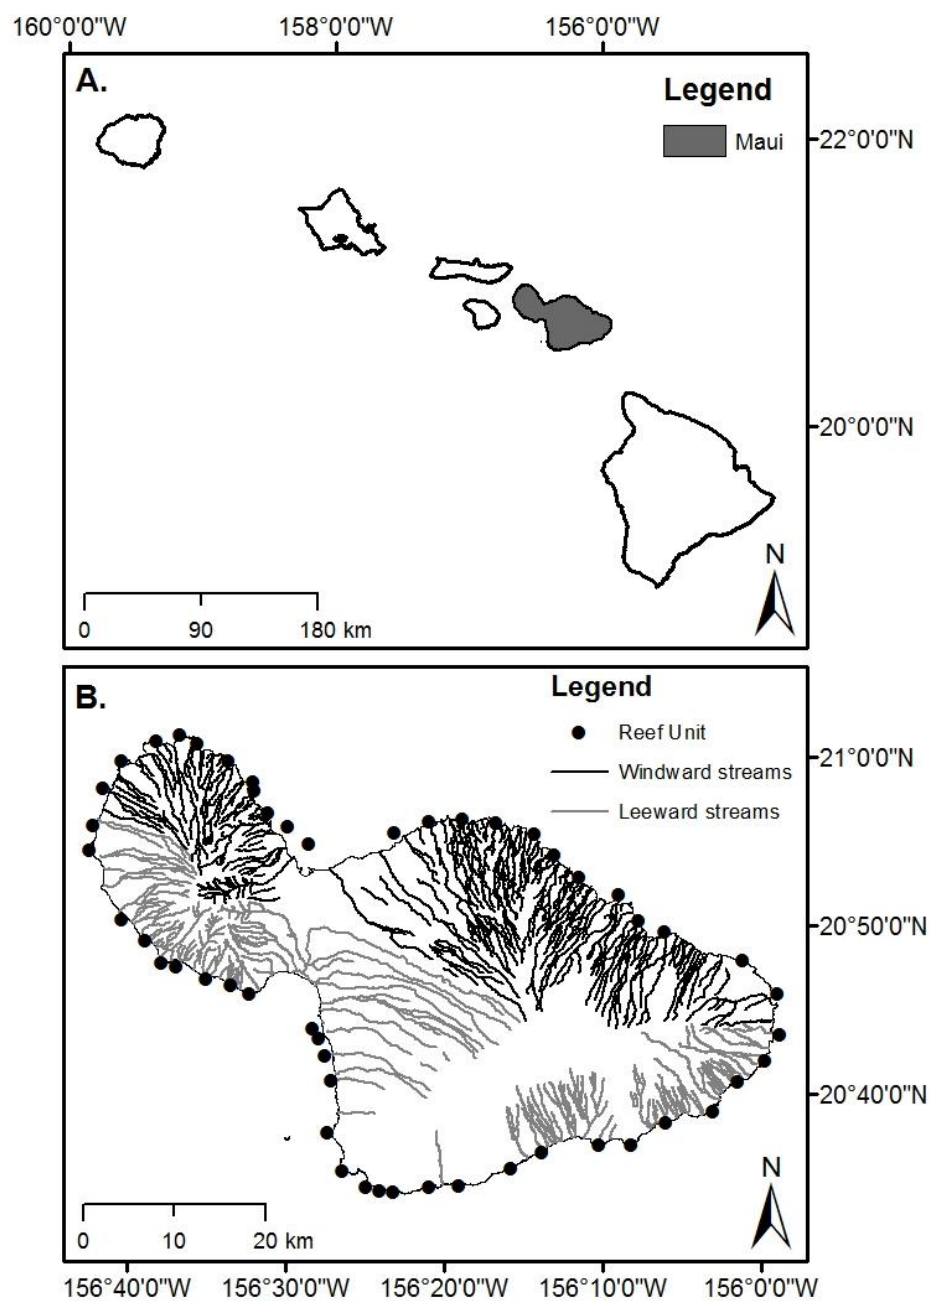 160°0'0"W 158°0'0"W 156°0'0"W
A.
Legend
Maui
22°0'0"N
20°0'0"N
N
0 90 180 km
B.
Legend
Reef Unit
Windward streams
Leeward streams
21°0'0"N
20°50'0"N
20°40'0"N
N
0 10 20 km
156°40'0"W 156°30'0"W 156°20'0"W 156°10'0"W 156°0'0"W